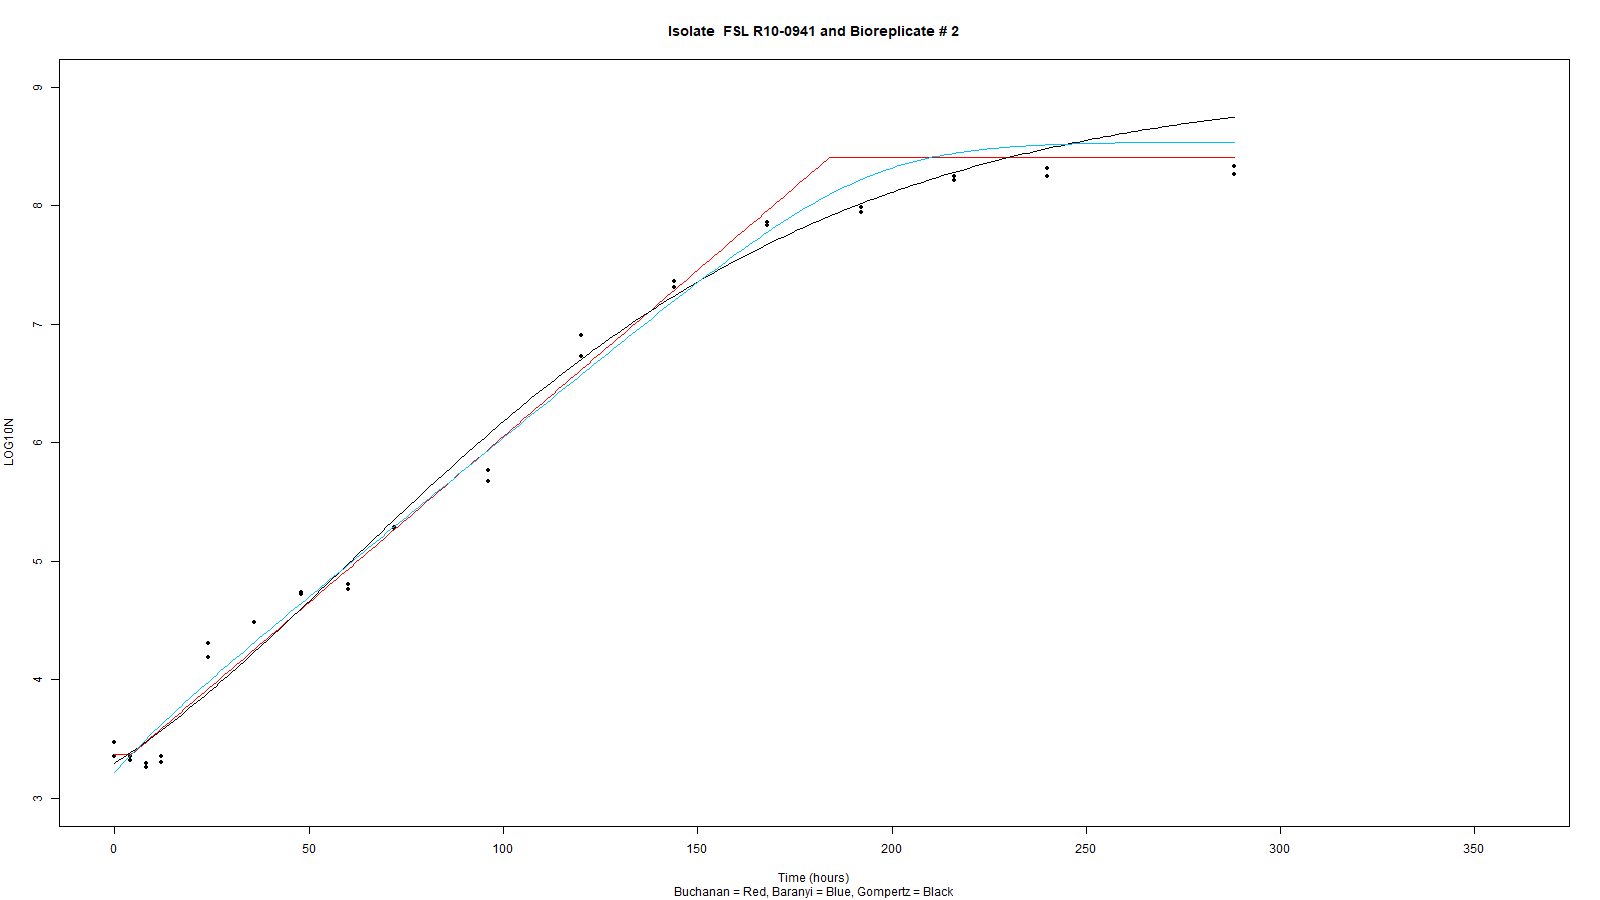 Isolate  FSL R10-0941 and Bioreplicate # 2
9
8
7
6
5
4
3
LOG10N
0 50 100 150 200 250 300 350
Time (hours)
Buchanan = Red, Baranyi = Blue, Gompertz = Black